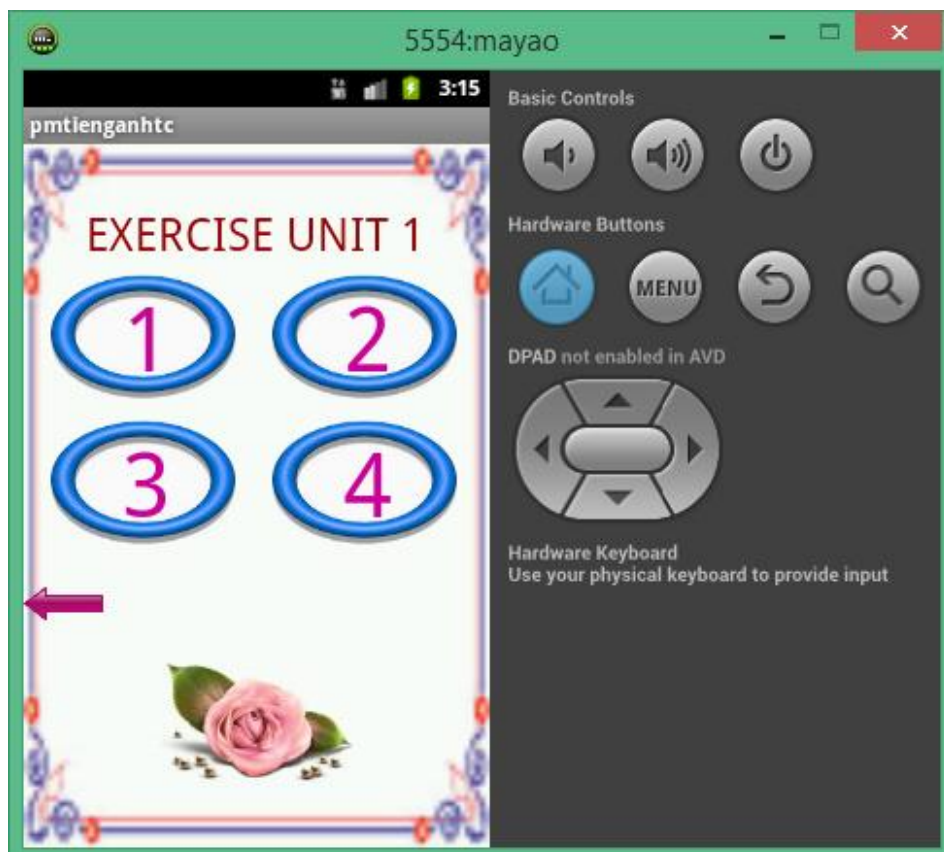 5554:mayao
3:15
pmtienganhtc
EXERCISE UNIT 1
1
2
3
4
Basic Controls
Hardware Buttons
MENU
DPAD not enabled in AVD
Hardware Keyboard
Use your physical keyboard to provide input